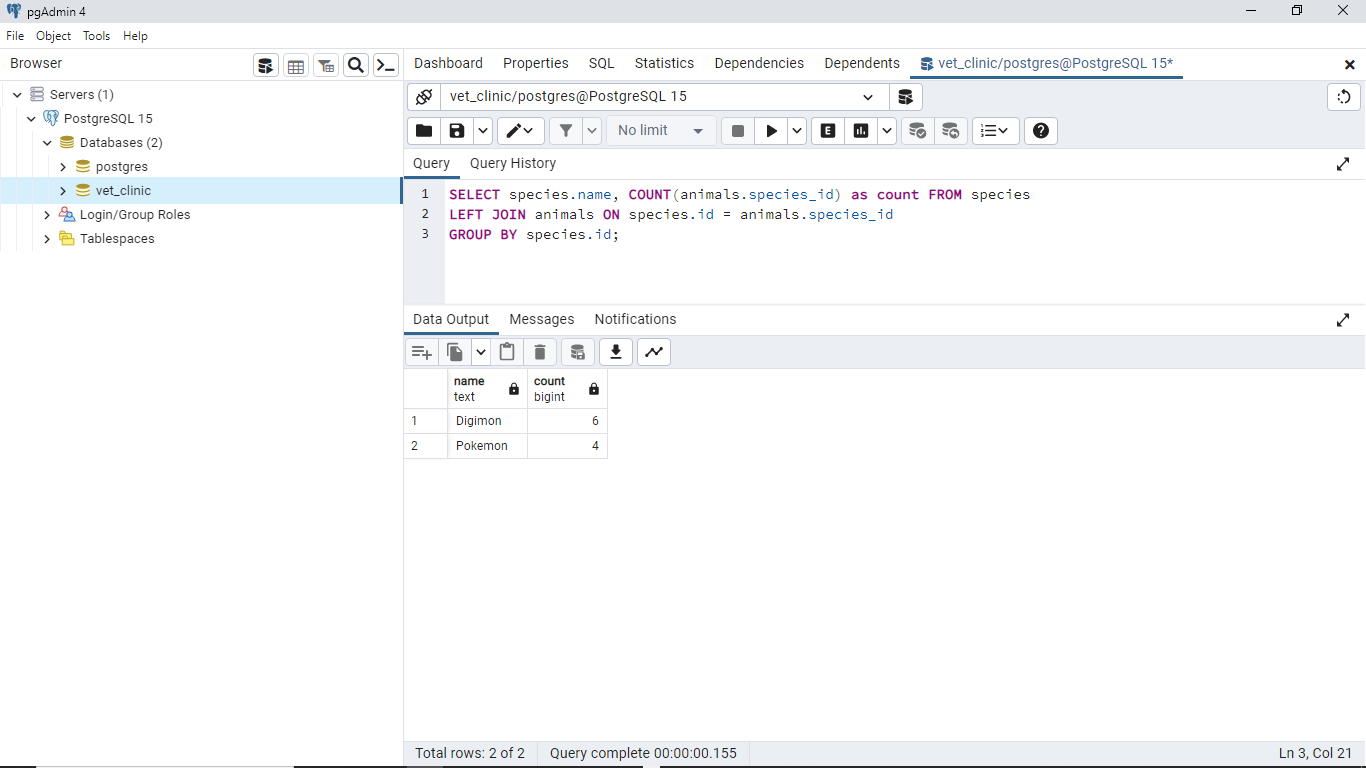 pgAdmin 4
File Object Tools Help
Browser
Dashboard Properties SQL Statistics Dependencies Dependents vet_clinic/postgres@PostgreSQL 15*
Servers (1)
PostgreSQL 15
Databases (2)
postgres
vet_clinic
Login/Group Roles
Tablespaces
vet_clinic/postgres@PostgreSQL 15
No limit
E
Query Query History
1 SELECT species.name, COUNT(animals.species_id) as count FROM species
2 LEFT JOIN animals ON species.id = animals.species_id
3 GROUP BY species.id;
Data Output Messages Notifications
name count
text bigint
1 Digimon 6
2 Pokemon 4
Total rows: 2 of 2 Query complete 00:00:00.155 Ln 3, Col 21